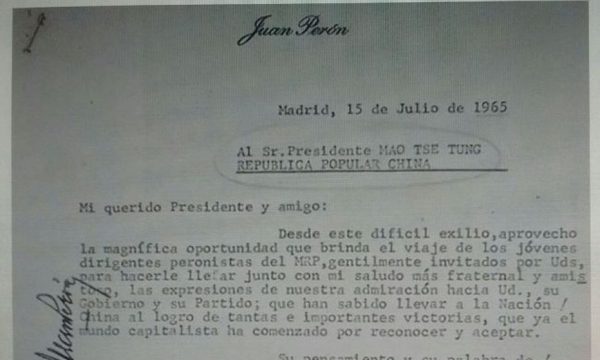 Juan Perón
Madrid, 15 de Julio de 1965
Al Sr.Presidente MAO TSE TUNG
REPUBLICA POPULAR CHINA
Mi querido Presidente y amigo:
Desde este dificil exilio,aprovecho
la magnífica oportunidad que brinda el viaje de los jóvenes
dirigentes peronistas del MRP,gentilmente invitados por Uds,
para hacerle llefar junto con mi saludo más fraternal y amis
toso, las expresiones de nuestra admiración hacia Ud., su
Gobierno y su Partido; que han sabido llevar a la Nación/
China al logro de tantas e importantes victorias, que ya el
mundo capitalista ha comenzado por reconocer y aceptar.
Su pensamiento y su palabra de/